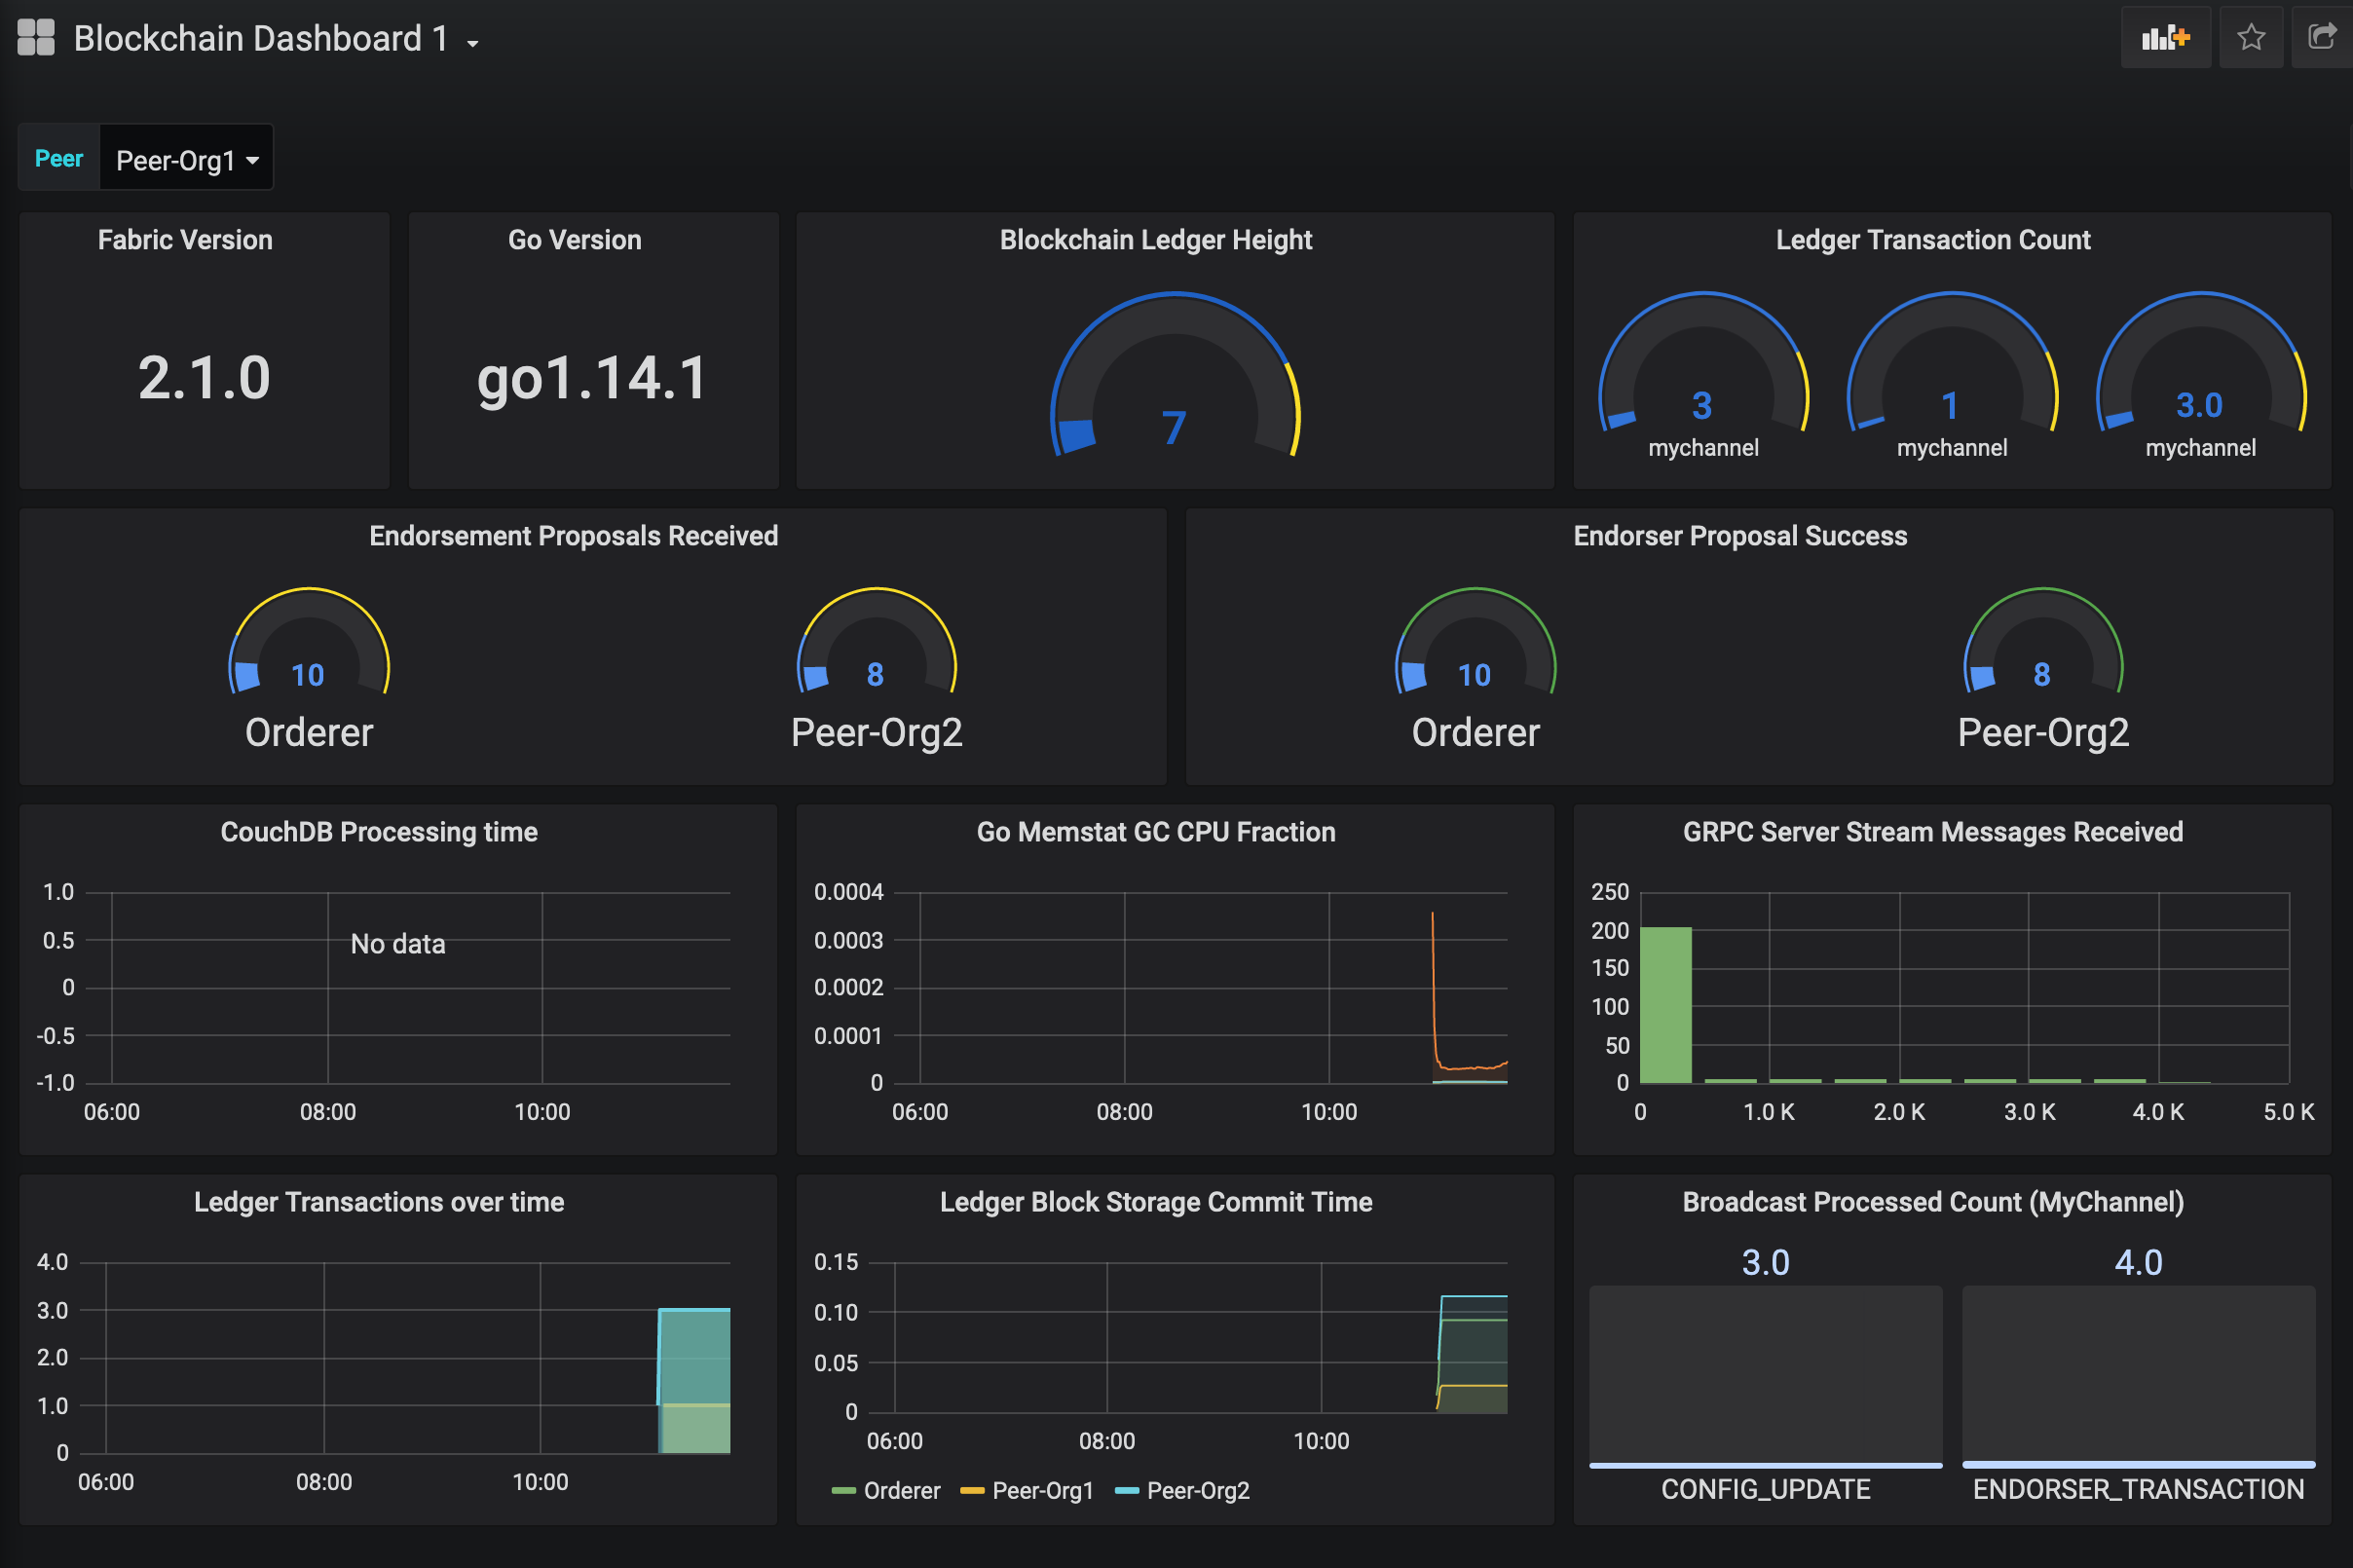 Blockchain Dashboard 1
Peer Peer-Org1
Fabric Version
2.1.0
Go Version
go1.14.1
Blockchain Ledger Height
7
Ledger Transaction Count
3 1 3.0
mychannel mychannel mychannel
Endorsement Proposals Received
10 8
Orderer Peer-Org2
Endorser Proposal Success
10 8
Orderer Peer-Org2
CouchDB Processing time
1.0
0.5
0
-0.5
-1.0
No data
06:00 08:00 10:00
Go Memstat GC CPU Fraction
0.0004
0.0003
0.0002
0.0001
0
06:00 08:00 10:00
GRPC Server Stream Messages Received
250
200
150
100
50
0
0 1.0 K 2.0 K 3.0 K 4.0 K 5.0 K
Ledger Transactions over time
4.0
3.0
2.0
1.0
0
06:00 08:00 10:00
Ledger Block Storage Commit Time
0.15
0.10
0.05
0
06:00 08:00 10:00
Orderer Peer-Org1 Peer-Org2
Broadcast Processed Count (MyChannel)
3.0 4.0
CONFIG_UPDATE ENDORSER_TRANSACTION